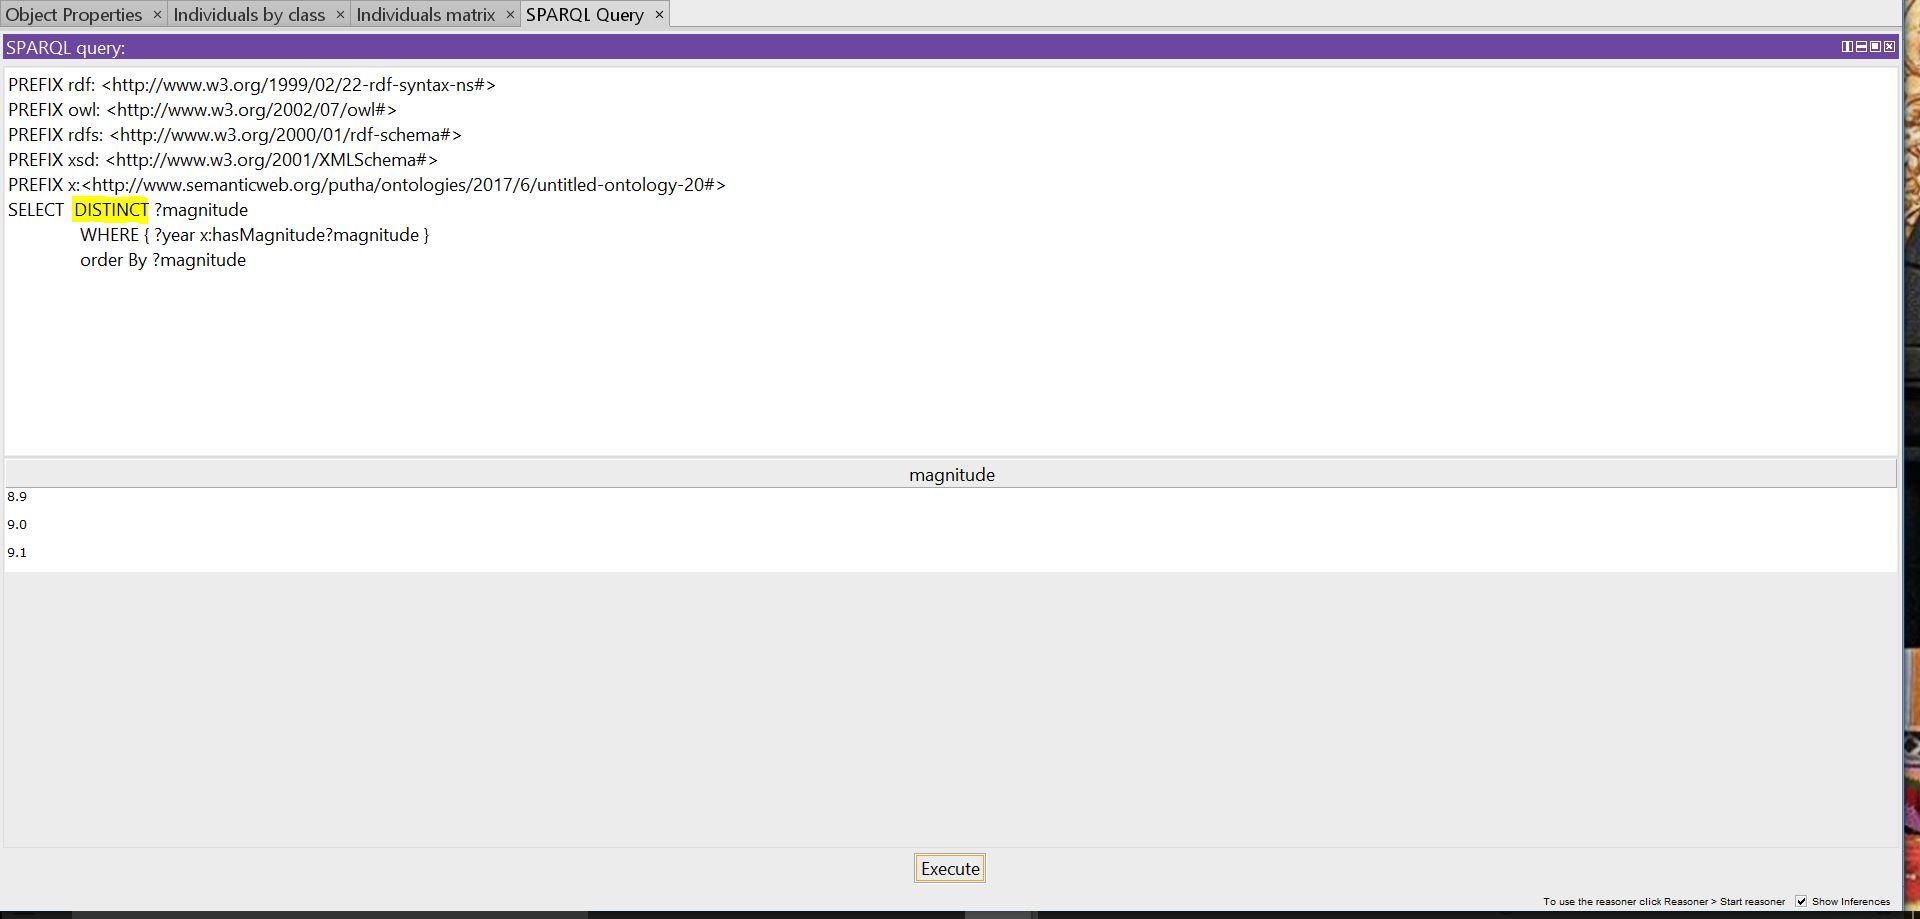 Object Properties × Individuals by class × Individuals matrix × SPARQL Query ×
SPARQL query:
PREFIX rdf: <http://www.w3.org/1999/02/22-rdf-syntax-ns#>
PREFIX owl: <http://www.w3.org/2002/07/owl#>
PREFIX rdfs: <http://www.w3.org/2000/01/rdf-schema#>
PREFIX xsd: <http://www.w3.org/2001/XMLSchema#>
PREFIX x:<http://www.semanticweb.org/putha/ontologies/2017/6/untitled-ontology-20#>
SELECT DISTINCT ?magnitude
WHERE { ?year x:hasMagnitude?magnitude }
order By ?magnitude
magnitude
8.9
9.0
9.1
Execute
To use the reasoner click Reasoner > Start reasoner Show Inferences